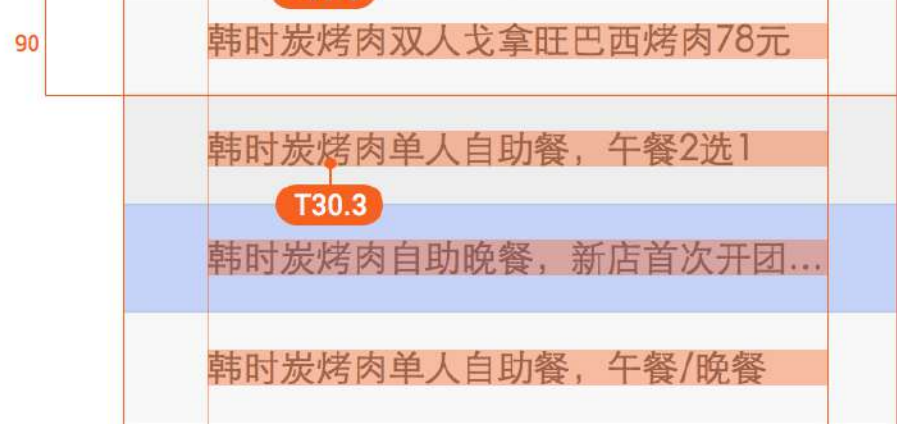 韩时炭烤肉双人戈拿旺巴西烤肉78元
90
韩时炭烤肉单人自助餐，午餐2选1
T30.3
韩时炭烤肉自助晚餐，新店首次开团...
韩时炭烤肉单人自助餐，午餐/晚餐